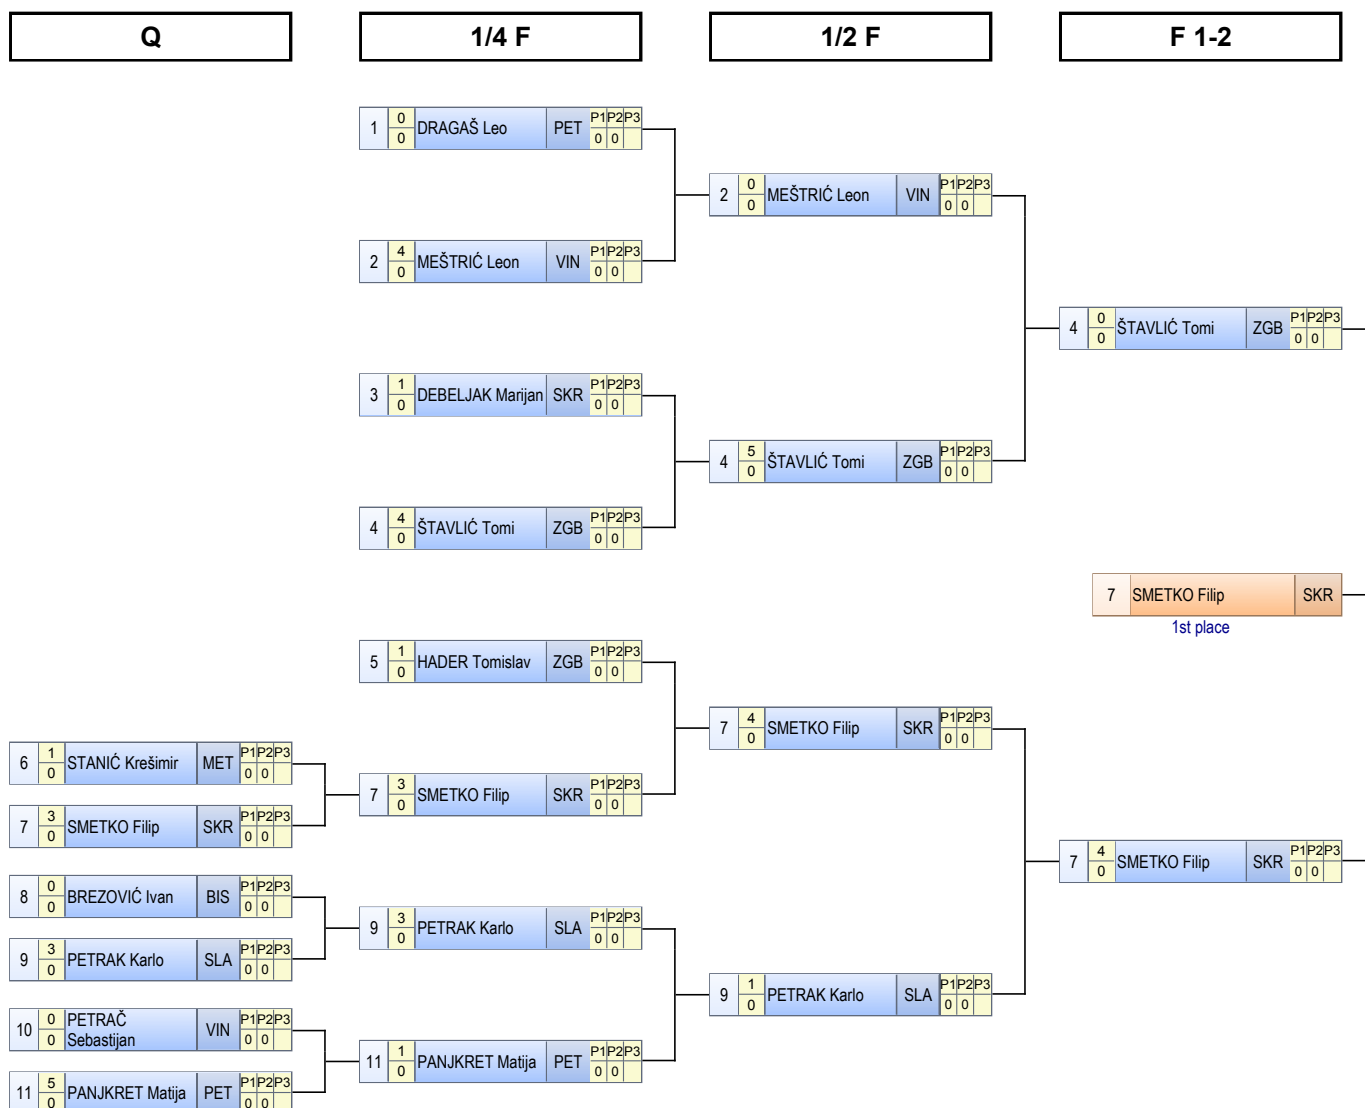 Q 1/4 F 1/2 F F 1-2
1 0 0 DRAGAŠ Leo PET P1 P2 P3 0 0
2 0 0 MEŠTRIĆ Leon VIN P1 P2 P3 0 0
2 4 0 MEŠTRIĆ Leon VIN P1 P2 P3 0 0
4 0 0 ŠTAVLIĆ Tomi ZGB P1 P2 P3 0 0
3 1 0 DEBELJAK Marijan SKR P1 P2 P3 0 0
4 5 0 ŠTAVLIĆ Tomi ZGB P1 P2 P3 0 0
4 4 0 ŠTAVLIĆ Tomi ZGB P1 P2 P3 0 0
7 SMETKO Filip SKR
1st place
5 1 0 HADER Tomislav ZGB P1 P2 P3 0 0
7 4 0 SMETKO Filip SKR P1 P2 P3 0 0
6 1 0 STANIĆ Krešimir MET P1 P2 P3 0 0
7 3 0 SMETKO Filip SKR P1 P2 P3 0 0
7 3 0 SMETKO Filip SKR P1 P2 P3 0 0
7 4 0 SMETKO Filip SKR P1 P2 P3 0 0
8 0 0 BREZOVIĆ Ivan BIS P1 P2 P3 0 0
9 3 0 PETRAK Karlo SLA P1 P2 P3 0 0
9 3 0 PETRAK Karlo SLA P1 P2 P3 0 0
9 1 0 PETRAK Karlo SLA P1 P2 P3 0 0
10 0 0 PETRAČ Sebastijan VIN P1 P2 P3 0 0
11 1 0 PANJKRET Matija PET P1 P2 P3 0 0
11 5 0 PANJKRET Matija PET P1 P2 P3 0 0